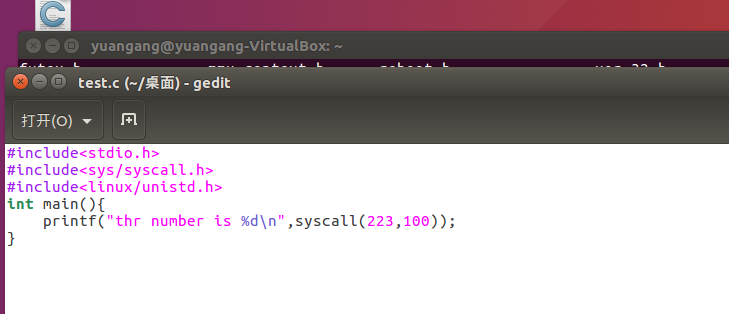 yuangang@yuangang-VirtualBox: ~
test.c (~/桌面) - gedit
打开(O)
#include<stdio.h>
#include<sys/syscall.h>
#include<linux/unistd.h>
int main(){
    printf("thr number is %d\n",syscall(223,100));
}